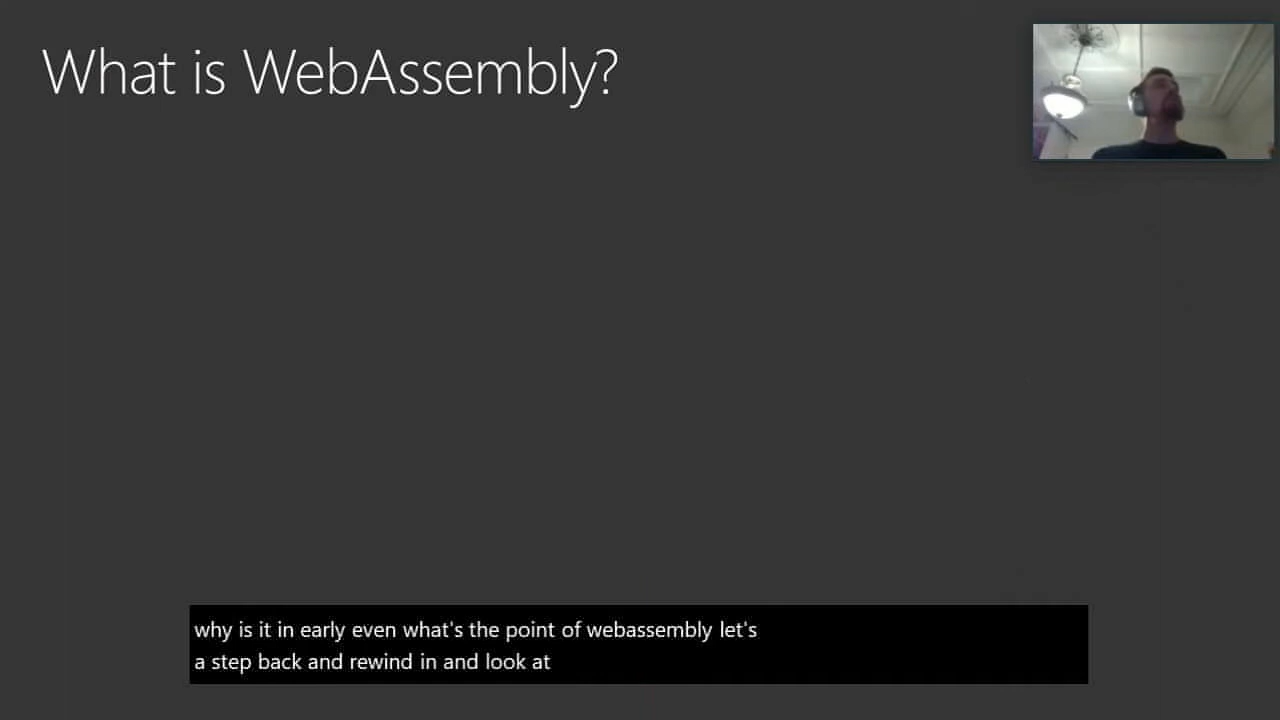 What is WebAssembly?
why is it in early even what's the point of webassembly let's
a step back and rewind in and look at